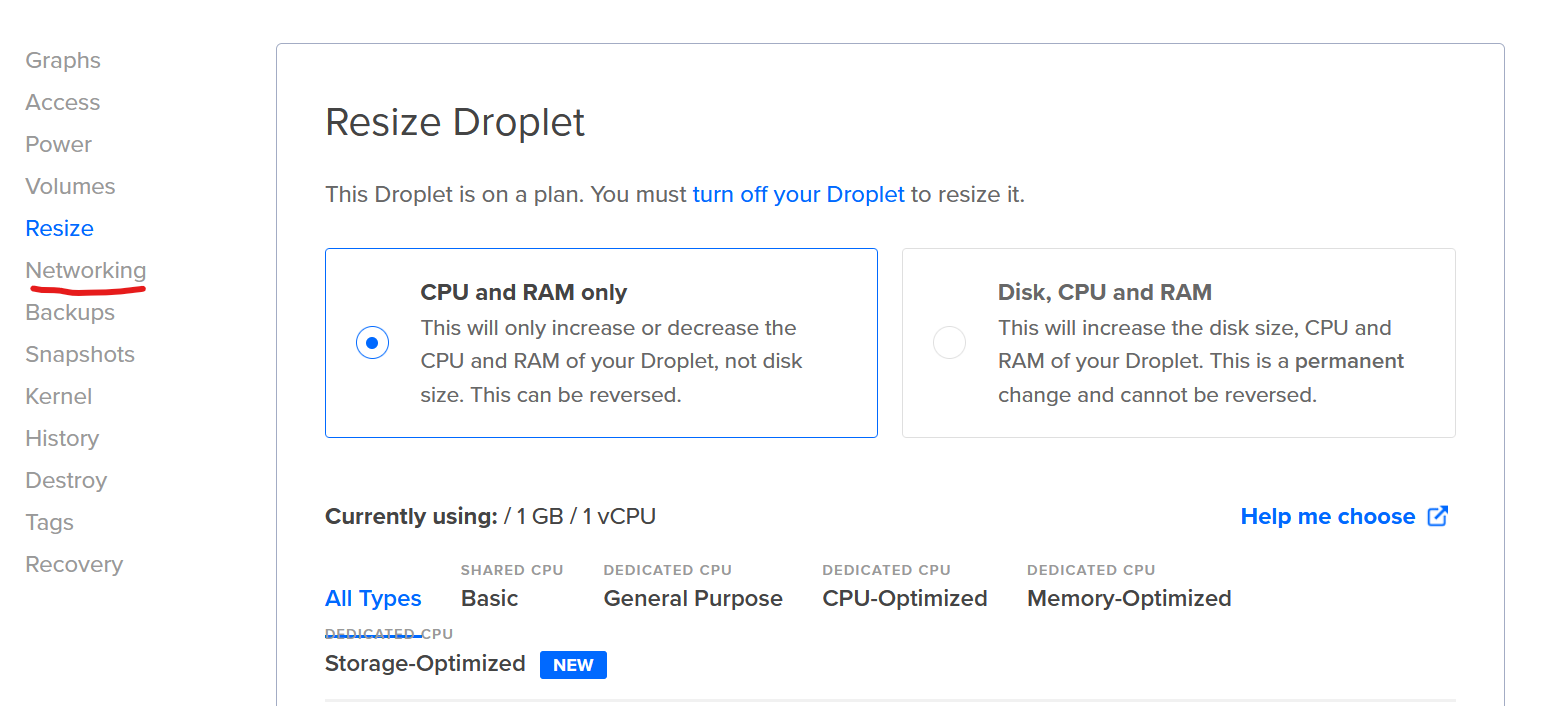 Graphs
Access
Power
Volumes
Resize
Networking
Backups
Snapshots
Kernel
History
Destroy
Tags
Recovery
Resize Droplet
This Droplet is on a plan. You must turn off your Droplet to resize it.
CPU and RAM only
This will only increase or decrease the
CPU and RAM of your Droplet, not disk
size. This can be reversed.
Disk, CPU and RAM
This will increase the disk size, CPU and
RAM of your Droplet. This is a permanent
change and cannot be reversed.
Currently using: / 1 GB / 1 vCPU
Help me choose
All Types
SHARED CPU
Basic
DEDICATED CPU
General Purpose
DEDICATED CPU
CPU-Optimized
DEDICATED CPU
Memory-Optimized
DEDICATED CPU
Storage-Optimized NEW